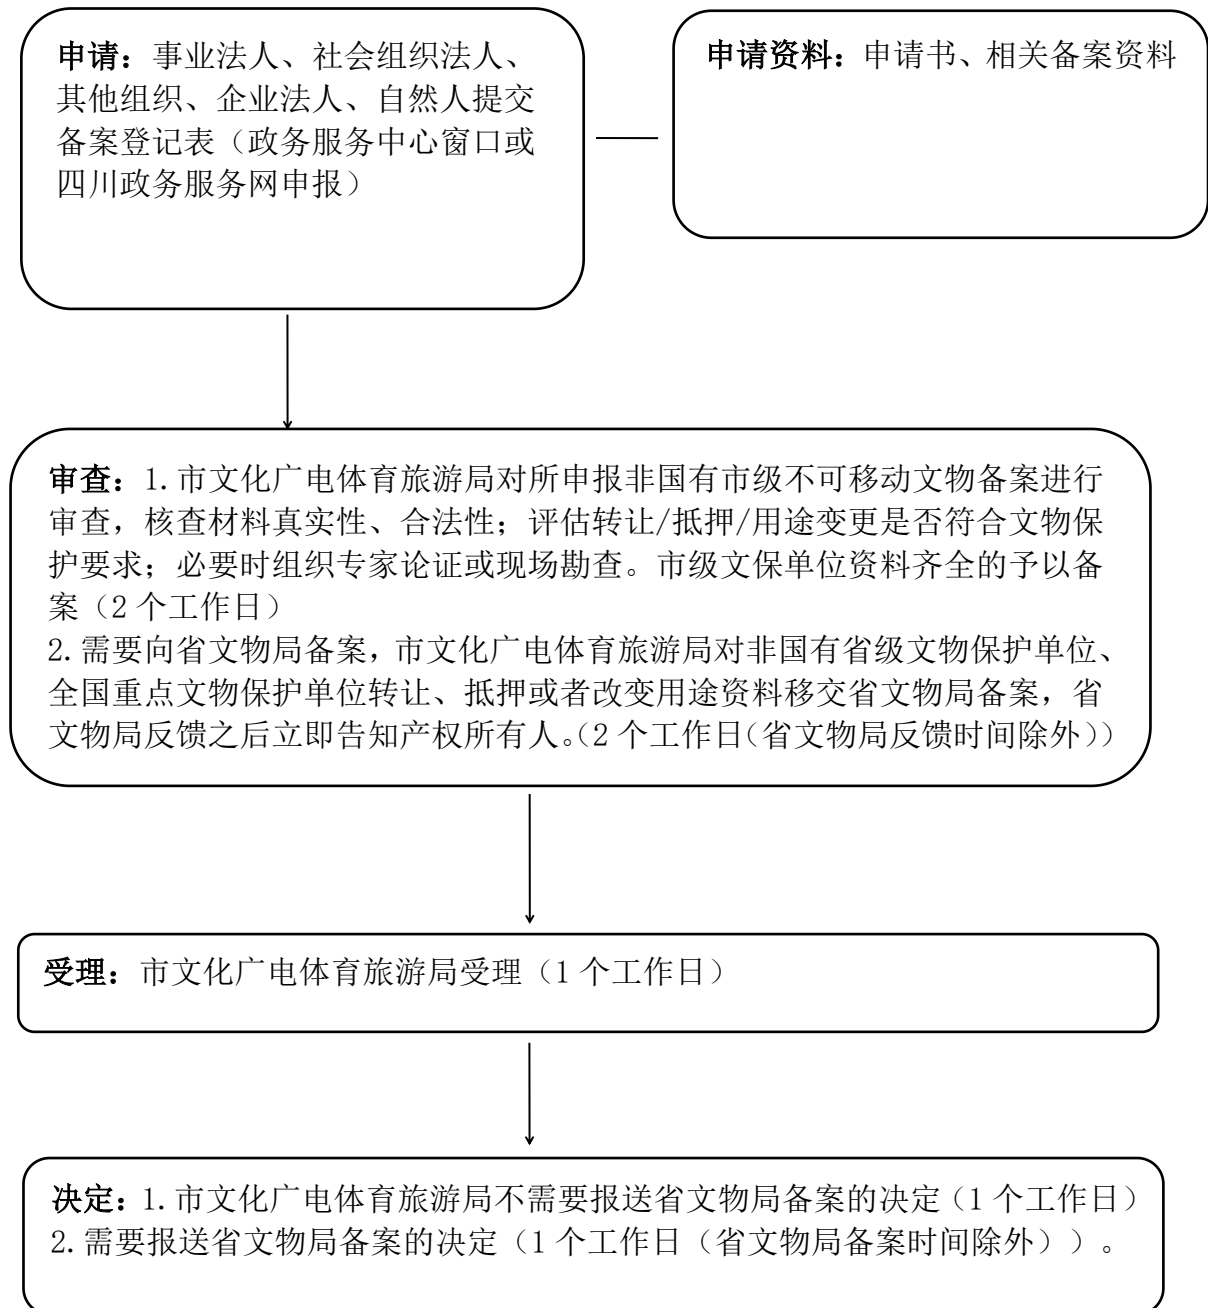 申请：事业法人、社会组织法人、
其他组织、企业法人、自然人提交
备案登记表（政务服务中心窗口或
四川政务服务网申报）
申请资料：申请书、相关备案资料
审查：1.市文化广电体育旅游局对所申报非国有市级不可移动文物备案进行
审查，核查材料真实性、合法性；评估转让/抵押/用途变更是否符合文物保
护要求；必要时组织专家论证或现场勘查。市级文保单位资料齐全的予以备
案（2个工作日）
2.需要向省文物局备案，市文化广电体育旅游局对非国有省级文物保护单位、
全国重点文物保护单位转让、抵押或者改变用途资料移交省文物局备案，省
文物局反馈之后立即告知产权所有人。（2个工作日（省文物局反馈时间除外））
受理：市文化广电体育旅游局受理（1个工作日）
决定：1.市文化广电体育旅游局不需要报送省文物局备案的决定（1个工作日）
2.需要报送省文物局备案的决定（1个工作日（省文物局备案时间除外））。